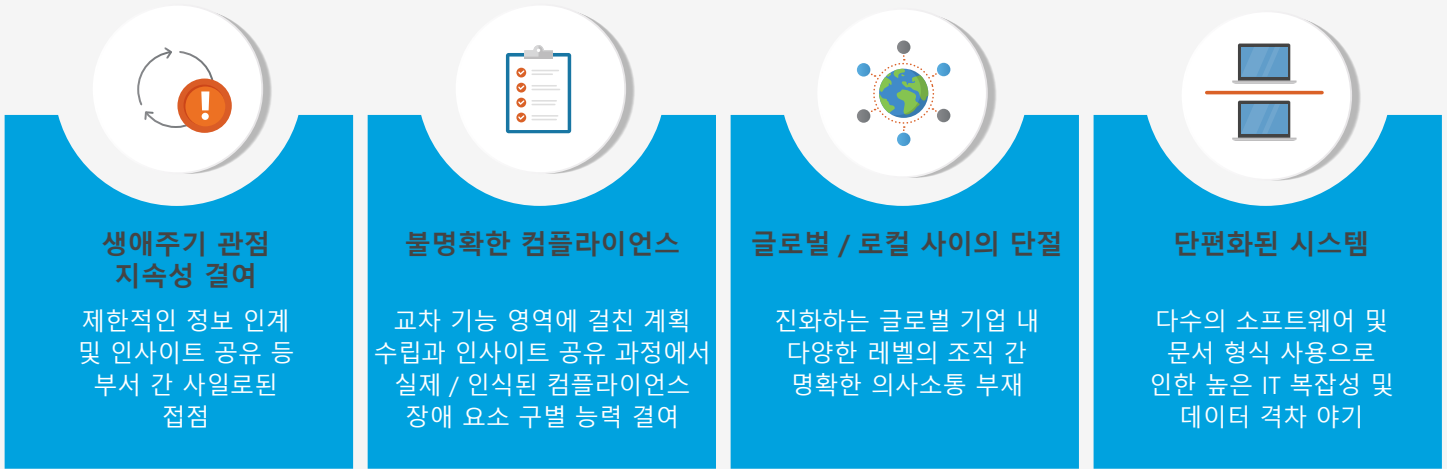 생애주기 관점
지속성 결여
제한적인 정보 인계
및 인사이트 공유 등
부서 간 사일로된
접점
불명확한 컴플라이언스
교차 기능 영역에 걸친 계획
수립과 인사이트 공유 과정에서
실제 / 인식된 컴플라이언스
장애 요소 구별 능력 결여
글로벌 / 로컬 사이의 단절
진화하는 글로벌 기업 내
다양한 레벨의 조직 간
명확한 의사소통 부재
단편화된 시스템
다수의 소프트웨어 및
문서 형식 사용으로
인한 높은 IT 복잡성 및
데이터 격차 야기